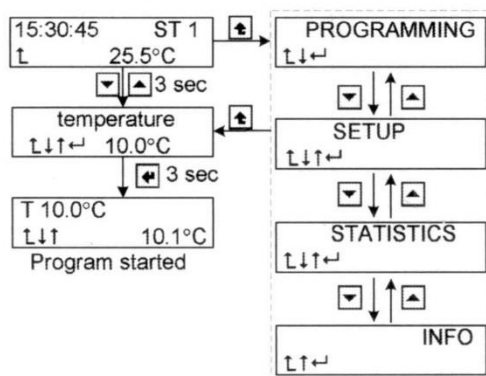 15:30:45 ST 1
25.5°C
3 sec
temperature
10.0°C
3 sec
T 10.0°C
10.1°C
Program started
PROGRAMMING
SETUP
STATISTICS
INFO